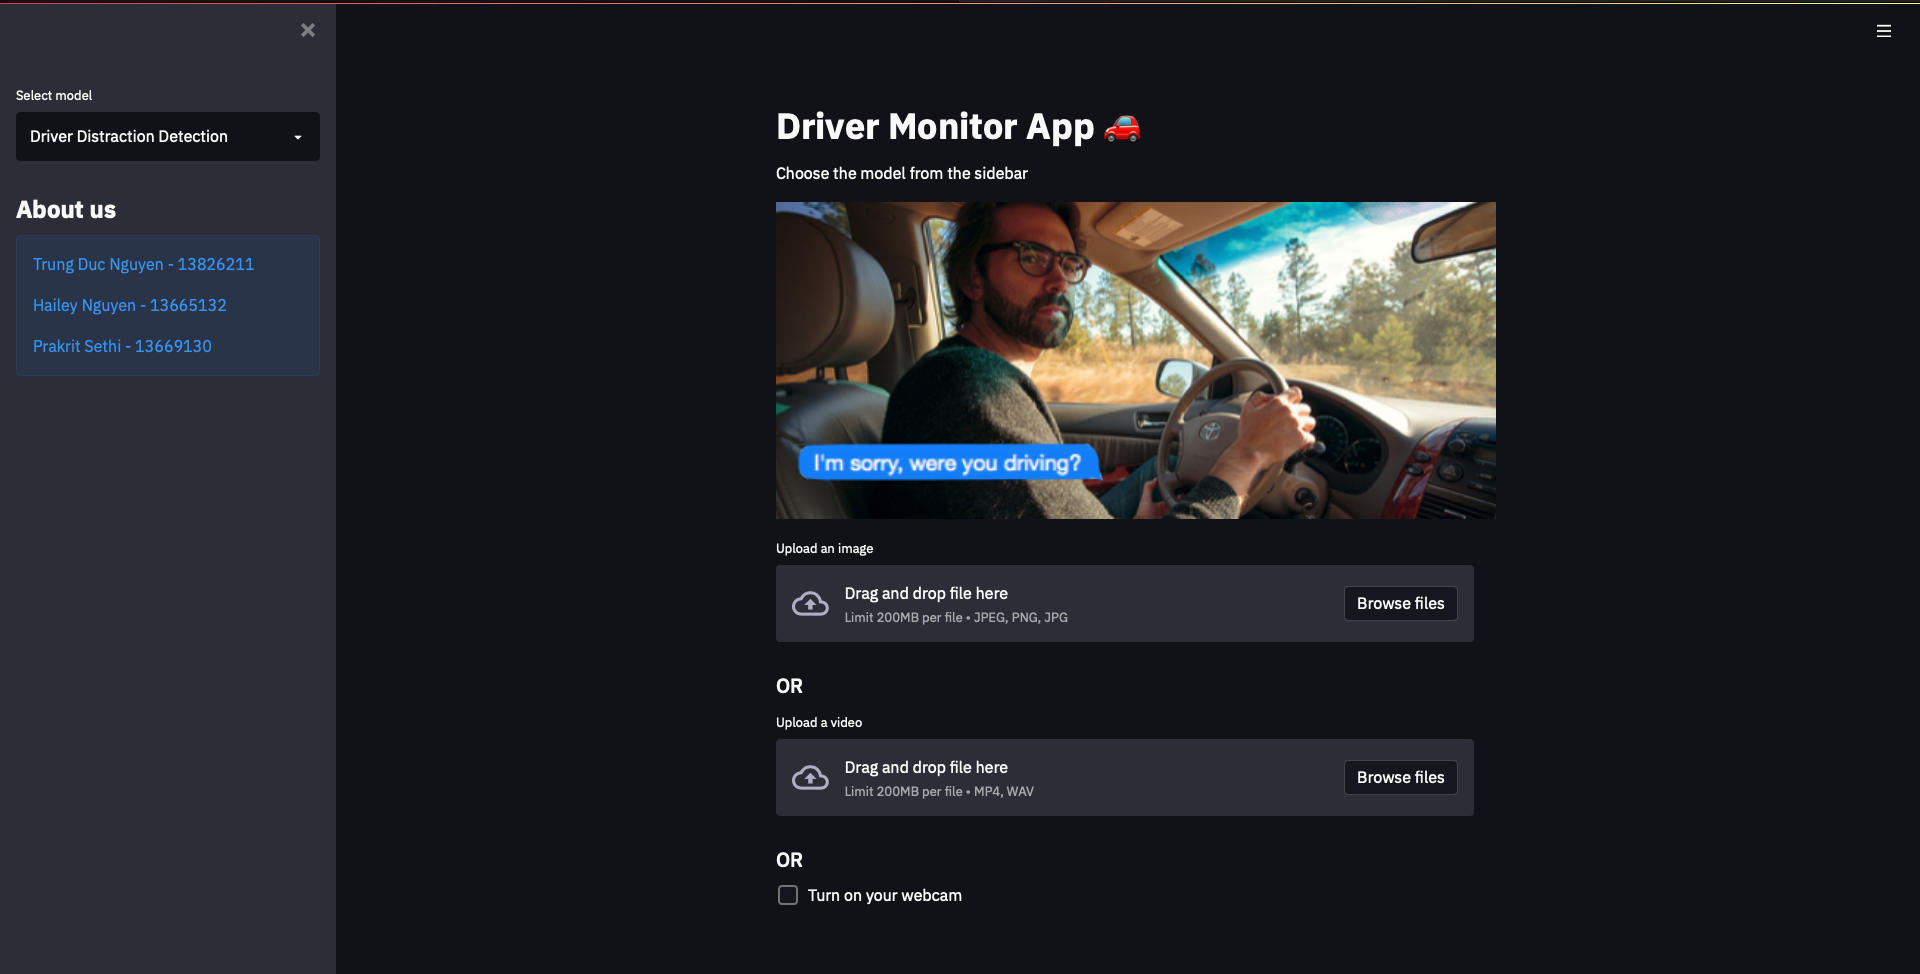 Select model
Driver Distraction Detection
About us
Trung Duc Nguyen - 13826211
Hailey Nguyen - 13665132
Prakrit Sethi - 13669130
Driver Monitor App 🚗
Choose the model from the sidebar
I'm sorry, were you driving?
Upload an image
Drag and drop file here
Limit 200MB per file • JPEG, PNG, JPG
Browse files
OR
Upload a video
Drag and drop file here
Limit 200MB per file • MP4, WAV
Browse files
OR
Turn on your webcam